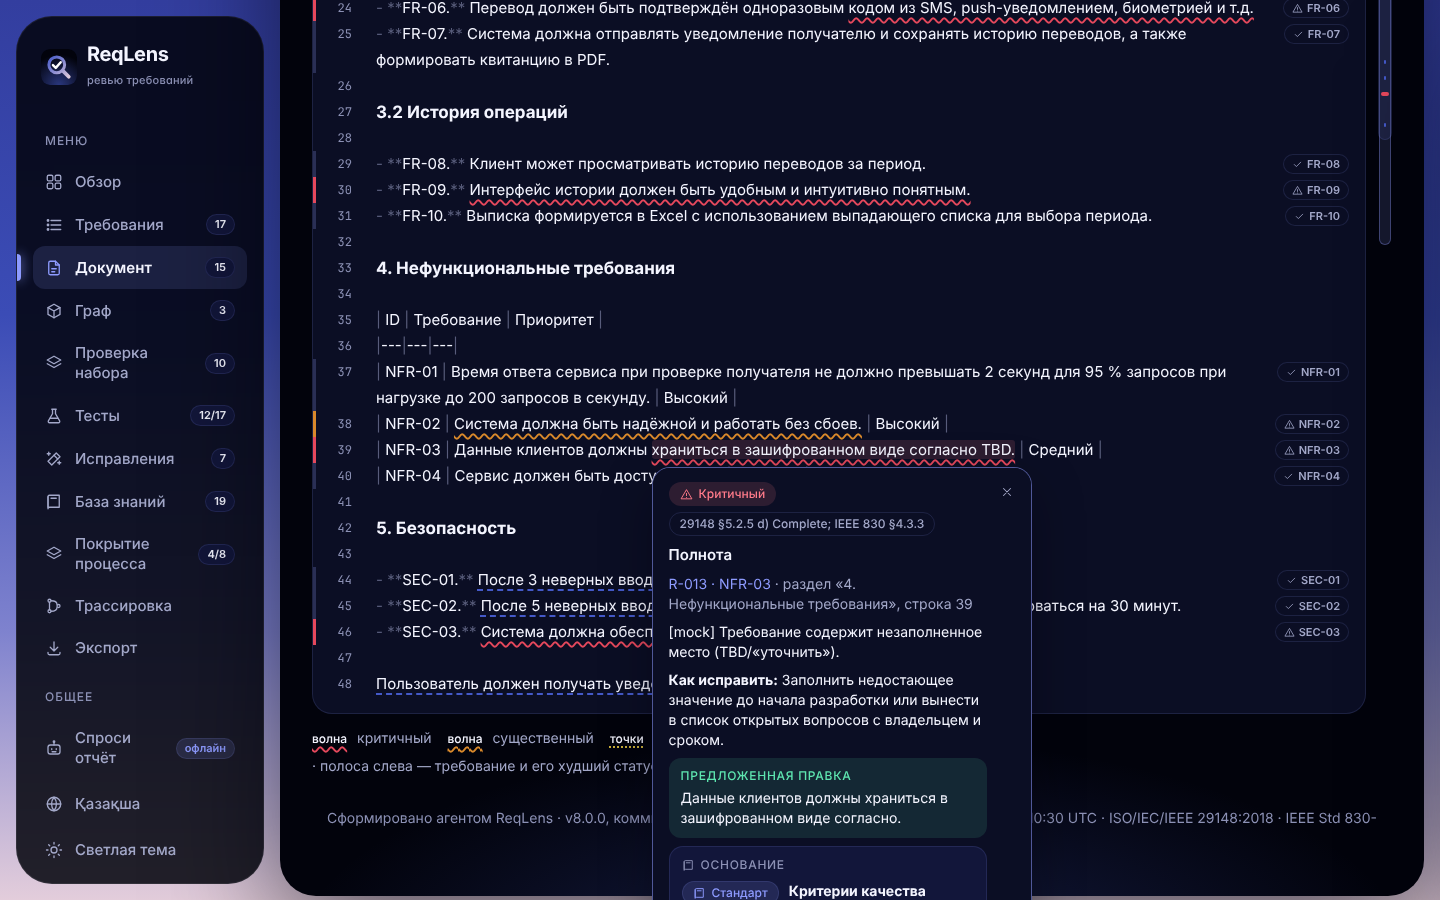 ReqLens
ревью требований
МЕНЮ
Обзор
Требования 17
Документ 15
Граф 3
Проверка набора 10
Тесты 12/17
Исправления 7
База знаний 19
Покрытие процесса 4/8
Трассировка
Экспорт
ОБЩЕЕ
Спроси отчёт офлайн
Қазақша
Светлая тема
24 - **FR-06.** Перевод должен быть подтверждён одноразовым кодом из SMS, push-уведомлением, биометрией и т.д. FR-06
25 - **FR-07.** Система должна отправлять уведомление получателю и сохранять историю переводов, а также FR-07
формировать квитанцию в PDF.
26
27 3.2 История операций
28
29 - **FR-08.** Клиент может просматривать историю переводов за период. FR-08
30 - **FR-09.** Интерфейс истории должен быть удобным и интуитивно понятным. FR-09
31 - **FR-10.** Выписка формируется в Excel с использованием выпадающего списка для выбора периода. FR-10
32
33 4. Нефункциональные требования
34
35 | ID | Требование | Приоритет |
36 |---|---|---|
37 | NFR-01 | Время ответа сервиса при проверке получателя не должно превышать 2 секунд для 95 % запросов при NFR-01
нагрузке до 200 запросов в секунду. | Высокий |
38 | NFR-02 | Система должна быть надёжной и работать без сбоев. | Высокий | NFR-02
39 | NFR-03 | Данные клиентов должны храниться в зашифрованном виде согласно TBD. | Средний | NFR-03
40 | NFR-04 | Сервис должен быть досту NFR-04
41
42 5. Безопасность
43
44 - **SEC-01.** После 3 неверных ввод SEC-01
45 - **SEC-02.** После 5 неверных ввод оваться на 30 минут. SEC-02
46 - **SEC-03.** Система должна обесп SEC-03
47
48 Пользователь должен получать увед
Критичный
29148 §5.2.5 d) Complete; IEEE 830 §4.3.3
Полнота
R-013 · NFR-03 · раздел «4.
Нефункциональные требования», строка 39
[mock] Требование содержит незаполненное
место (TBD/«уточнить»).
Как исправить: Заполнить недостающее
значение до начала разработки или вынести
в список открытых вопросов с владельцем и
сроком.
ПРЕДЛОЖЕННАЯ ПРАВКА
Данные клиентов должны храниться в
зашифрованном виде согласно.
ОСНОВАНИЕ
Стандарт Критерии качества
волна критичный волна существенный точки
· полоса слева — требование и его худший стату
Сформировано агентом ReqLens · v8.0.0, комм 0:30 UTC · ISO/IEC/IEEE 29148:2018 · IEEE Std 830-